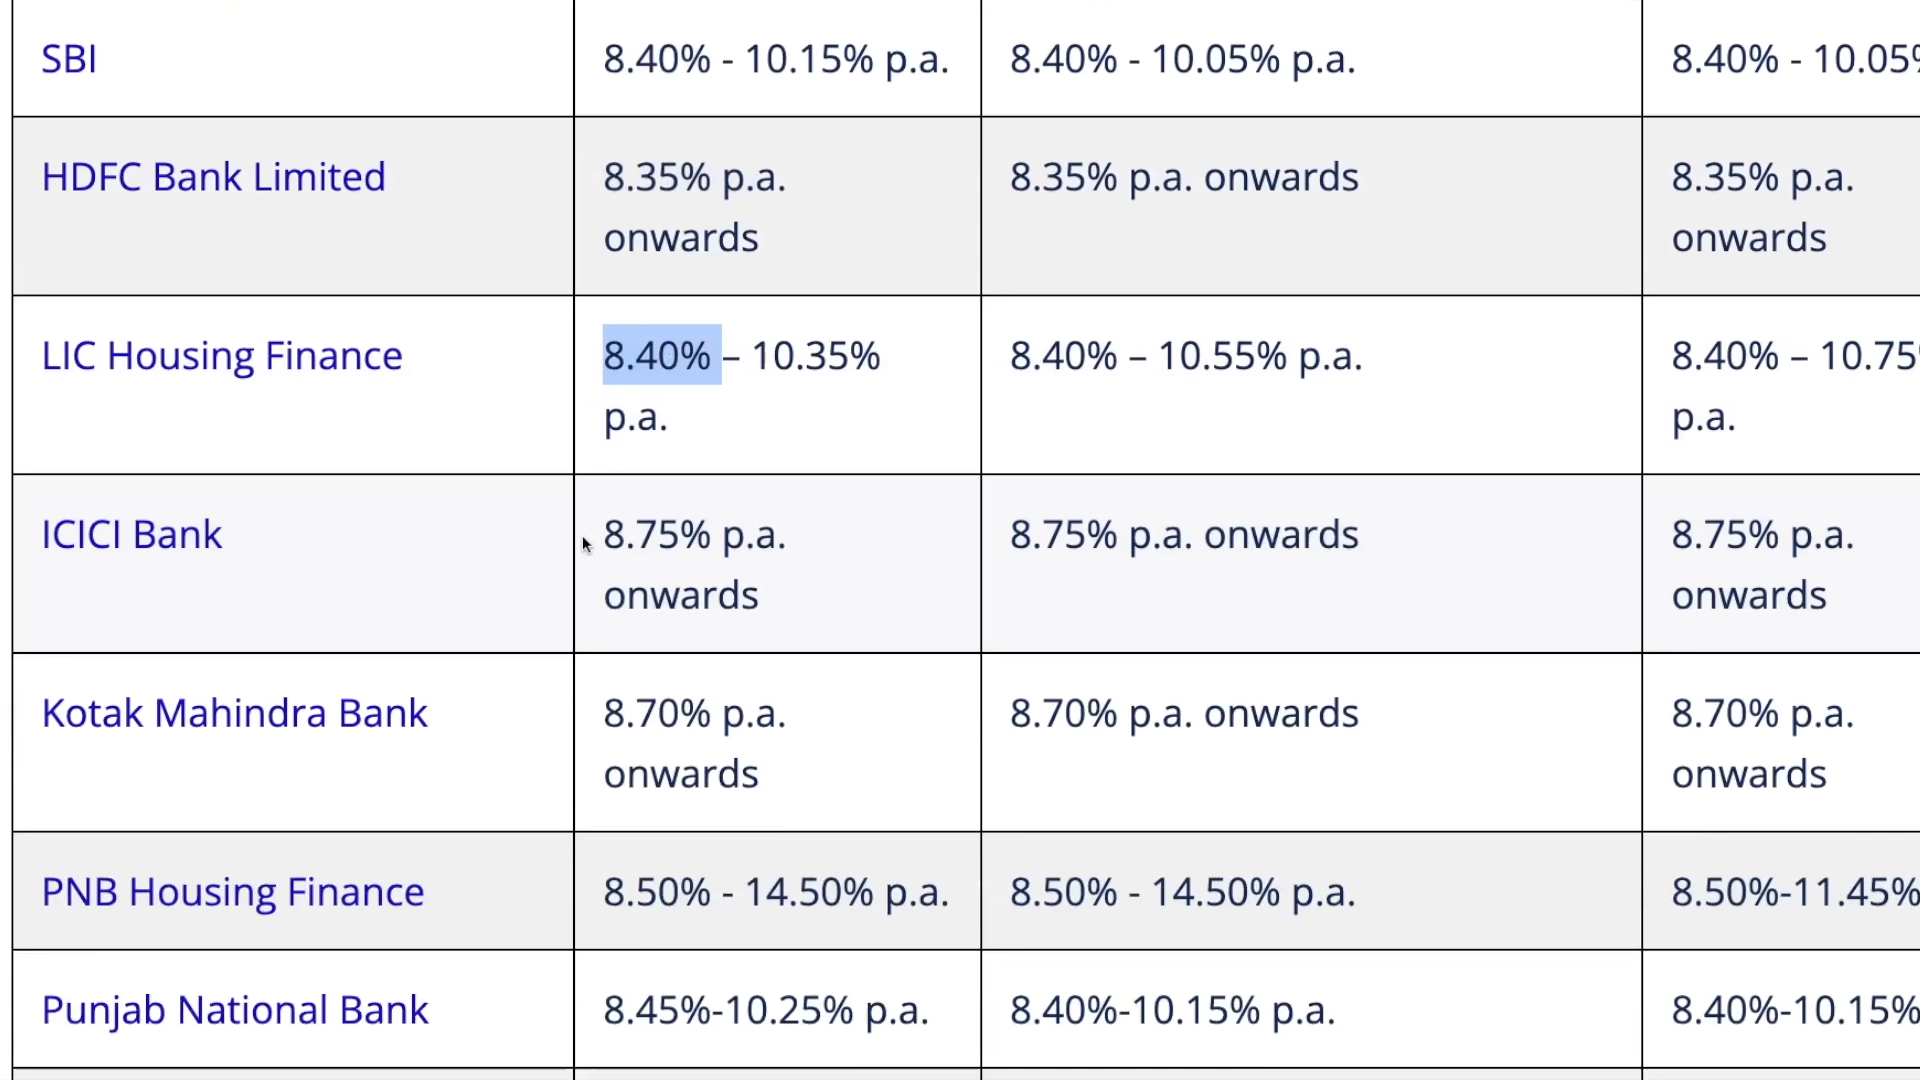 SBI 8.40% - 10.15% p.a. 8.40% - 10.05% p.a. 8.40% - 10.05%
HDFC Bank Limited 8.35% p.a. 8.35% p.a. onwards 8.35% p.a.
onwards onwards
LIC Housing Finance 8.40% – 10.35% 8.40% – 10.55% p.a. 8.40% – 10.75
p.a. p.a.
ICICI Bank 8.75% p.a. 8.75% p.a. onwards 8.75% p.a.
onwards onwards
Kotak Mahindra Bank 8.70% p.a. 8.70% p.a. onwards 8.70% p.a.
onwards onwards
PNB Housing Finance 8.50% - 14.50% p.a. 8.50% - 14.50% p.a. 8.50%-11.45%
Punjab National Bank 8.45%-10.25% p.a. 8.40%-10.15% p.a. 8.40%-10.15%